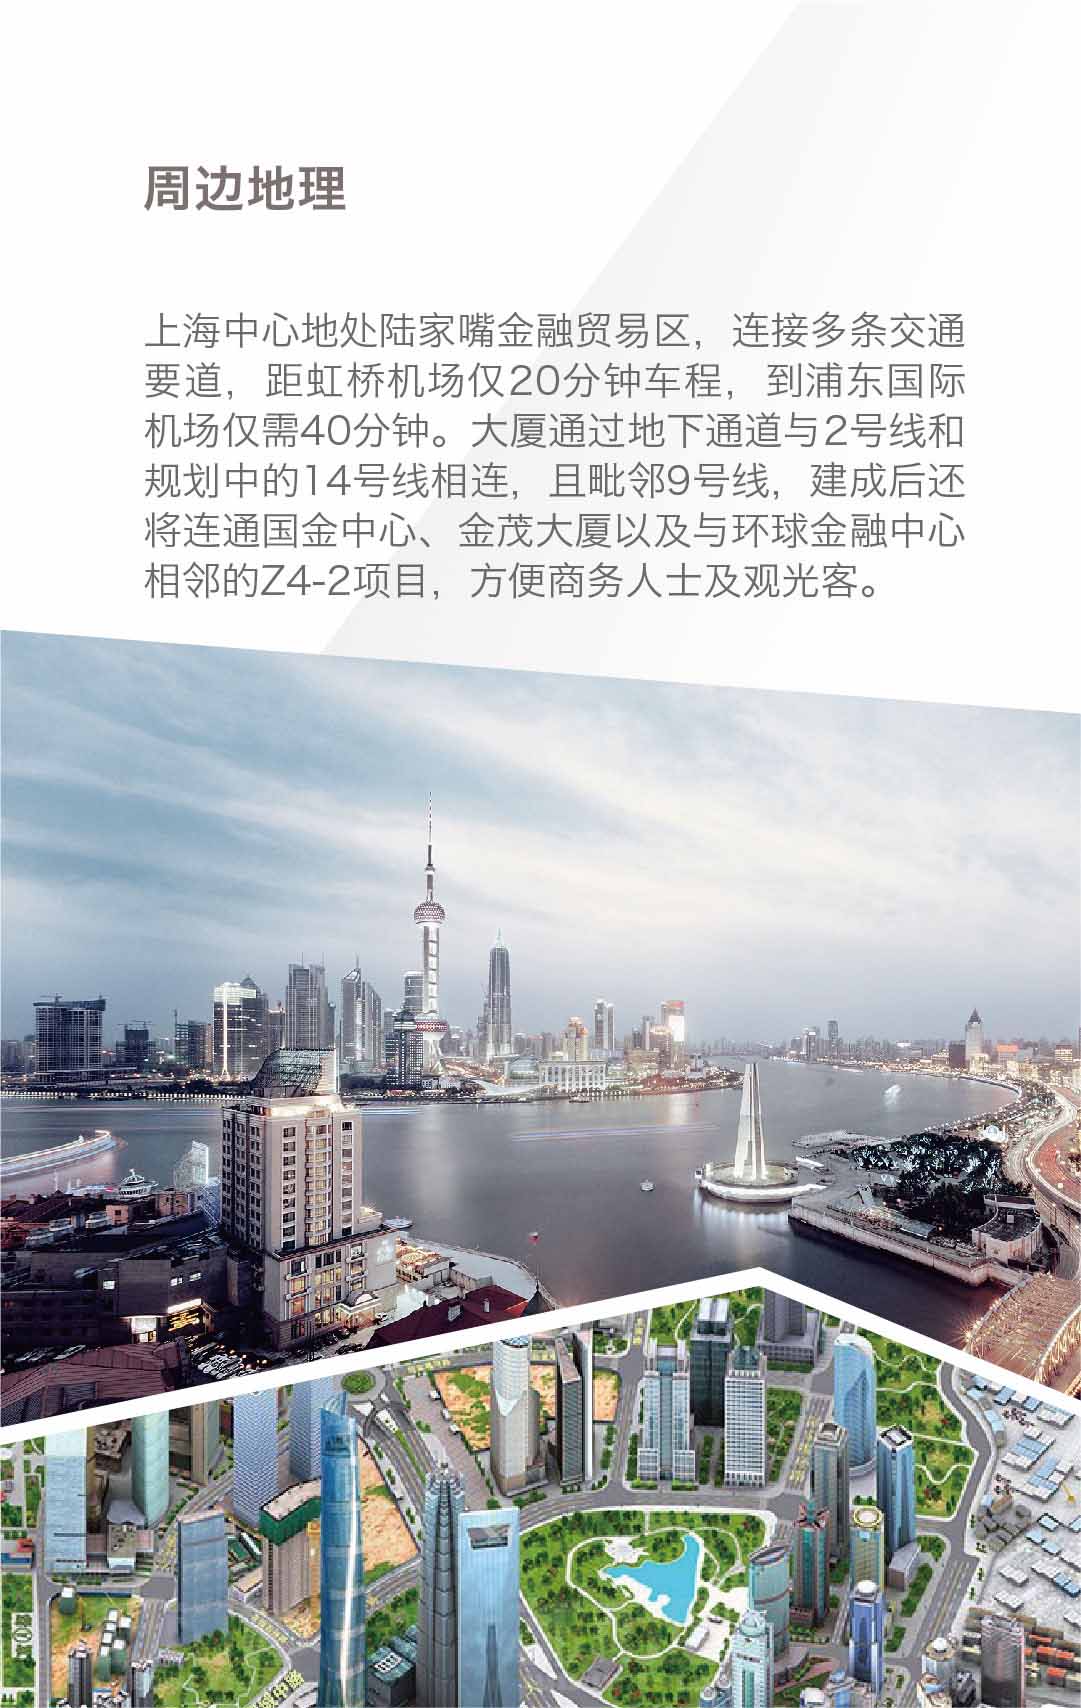 周边地理
上海中心地处陆家嘴金融贸易区，连接多条交通
要道，距虹桥机场仅20分钟车程，到浦东国际
机场仅需40分钟。大厦通过地下通道与2号线和
规划中的14号线相连，且毗邻9号线，建成后还
将连通国金中心、金茂大厦以及与环球金融中心
相邻的Z4-2项目，方便商务人士及观光客。